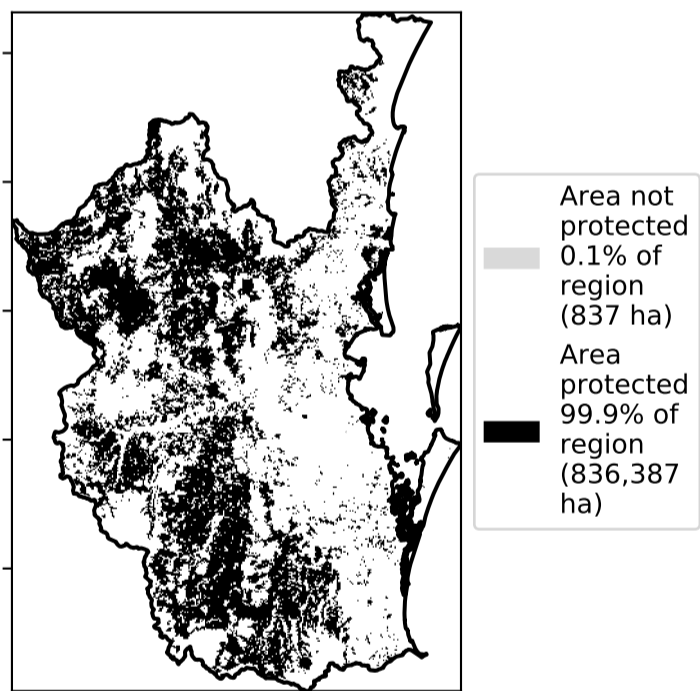 Area not
protected
0.1% of
region
(837 ha)
Area
protected
99.9% of
region
(836,387
ha)